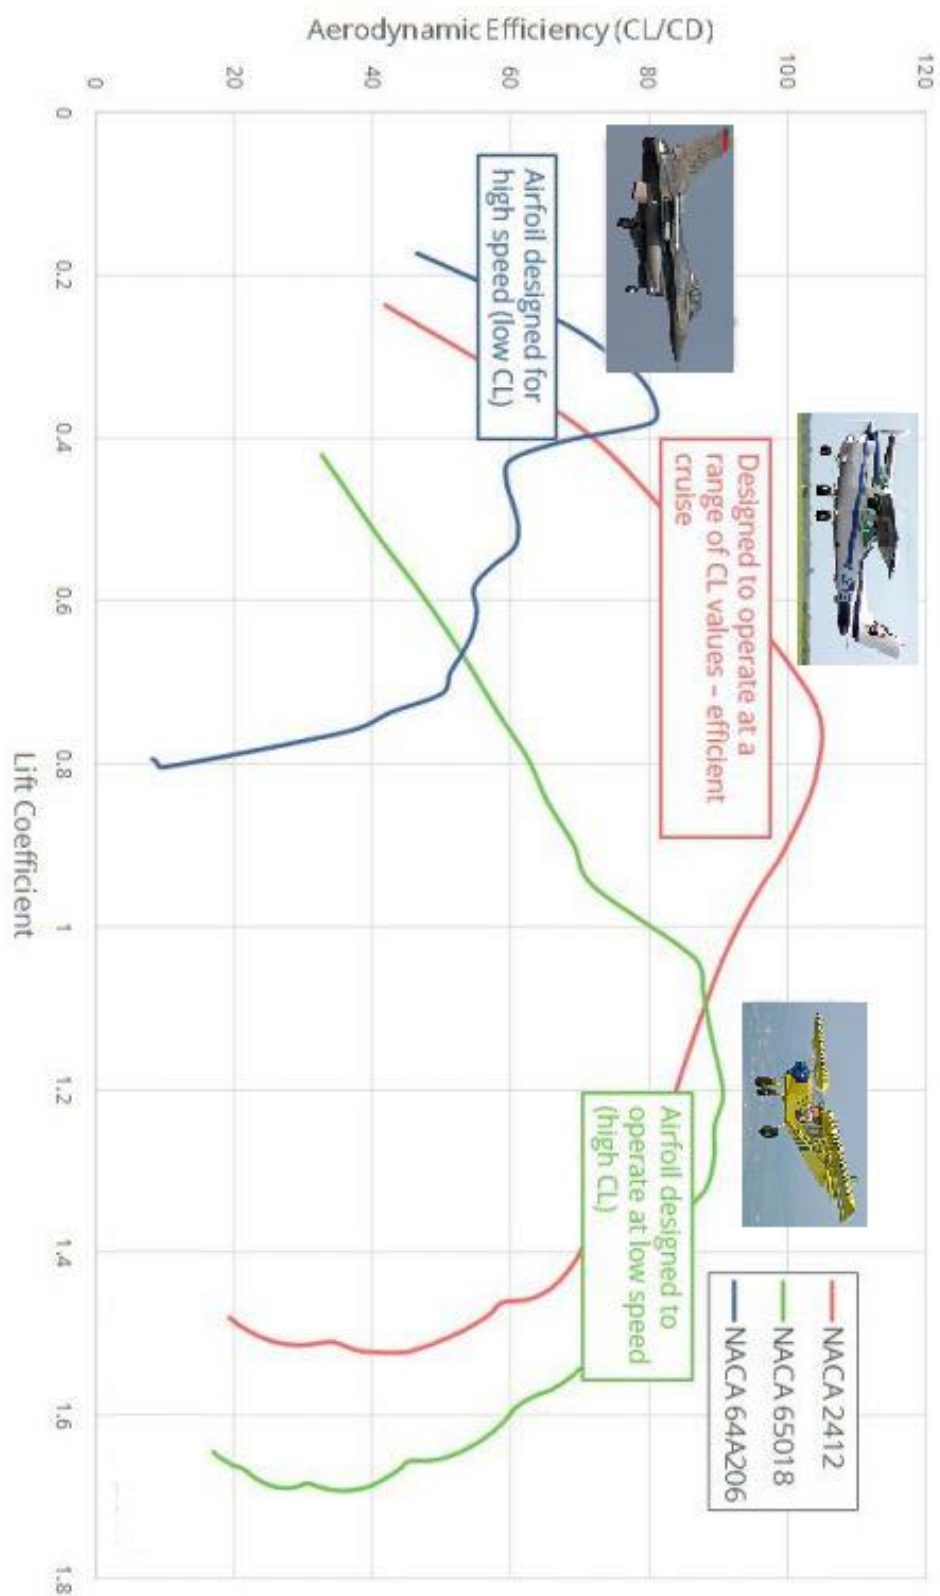 Aerodynamic Efficiency (CL/CD)
120
100
80
60
40
20
0
0
0.2
0.4
0.6
0.8
1
1.2
1.4
1.6
1.8
Lift Coefficient
Airfoil designed for
high speed (low CL)
Designed to operate at a
range of CL values – efficient
cruise
Airfoil designed to
operate at low speed
(high CL)
NACA 2412
NACA 65018
NACA 64A206